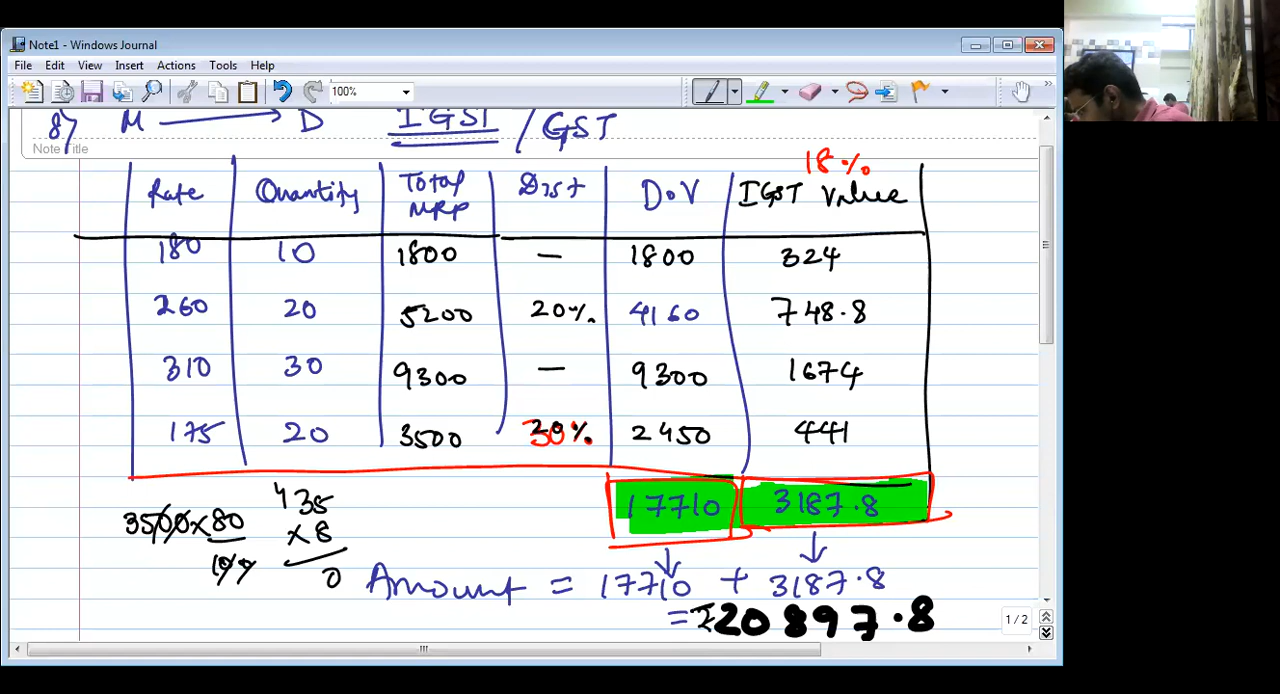 Note1 - Windows Journal
File Edit View Insert Actions Tools Help
100%
8) M → D IGST / GST
Note Title
18%
Rate Quantity Total MRP Dist DoV IGST Value
180 10 1800 — 1800 324
260 20 5200 20%. 4160 748.8
310 30 9300 — 9300 1674
175 20 3500 30% 2450 441
17710 3187.8
435
3500×80
×8
100
0
Amount = 17710 + 3187.8
= ₹20897.8
1/2